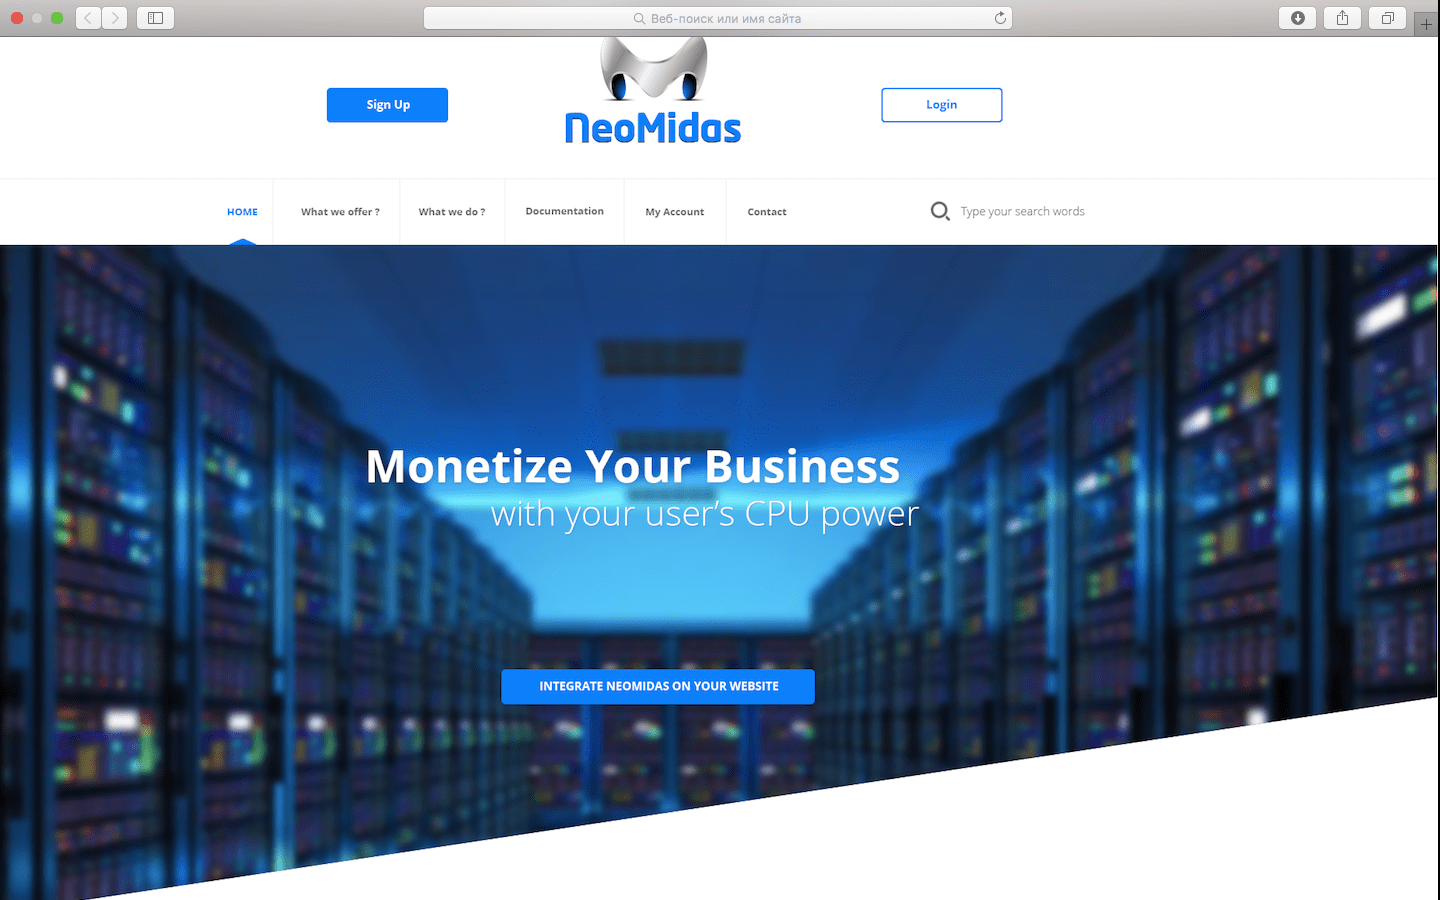 Веб-поиск или имя сайта
Sign Up
NeoMidas
Login
HOME
What we offer ?
What we do ?
Documentation
My Account
Contact
Type your search words
Monetize Your Business
with your user’s CPU power
INTEGRATE NEOMIDAS ON YOUR WEBSITE